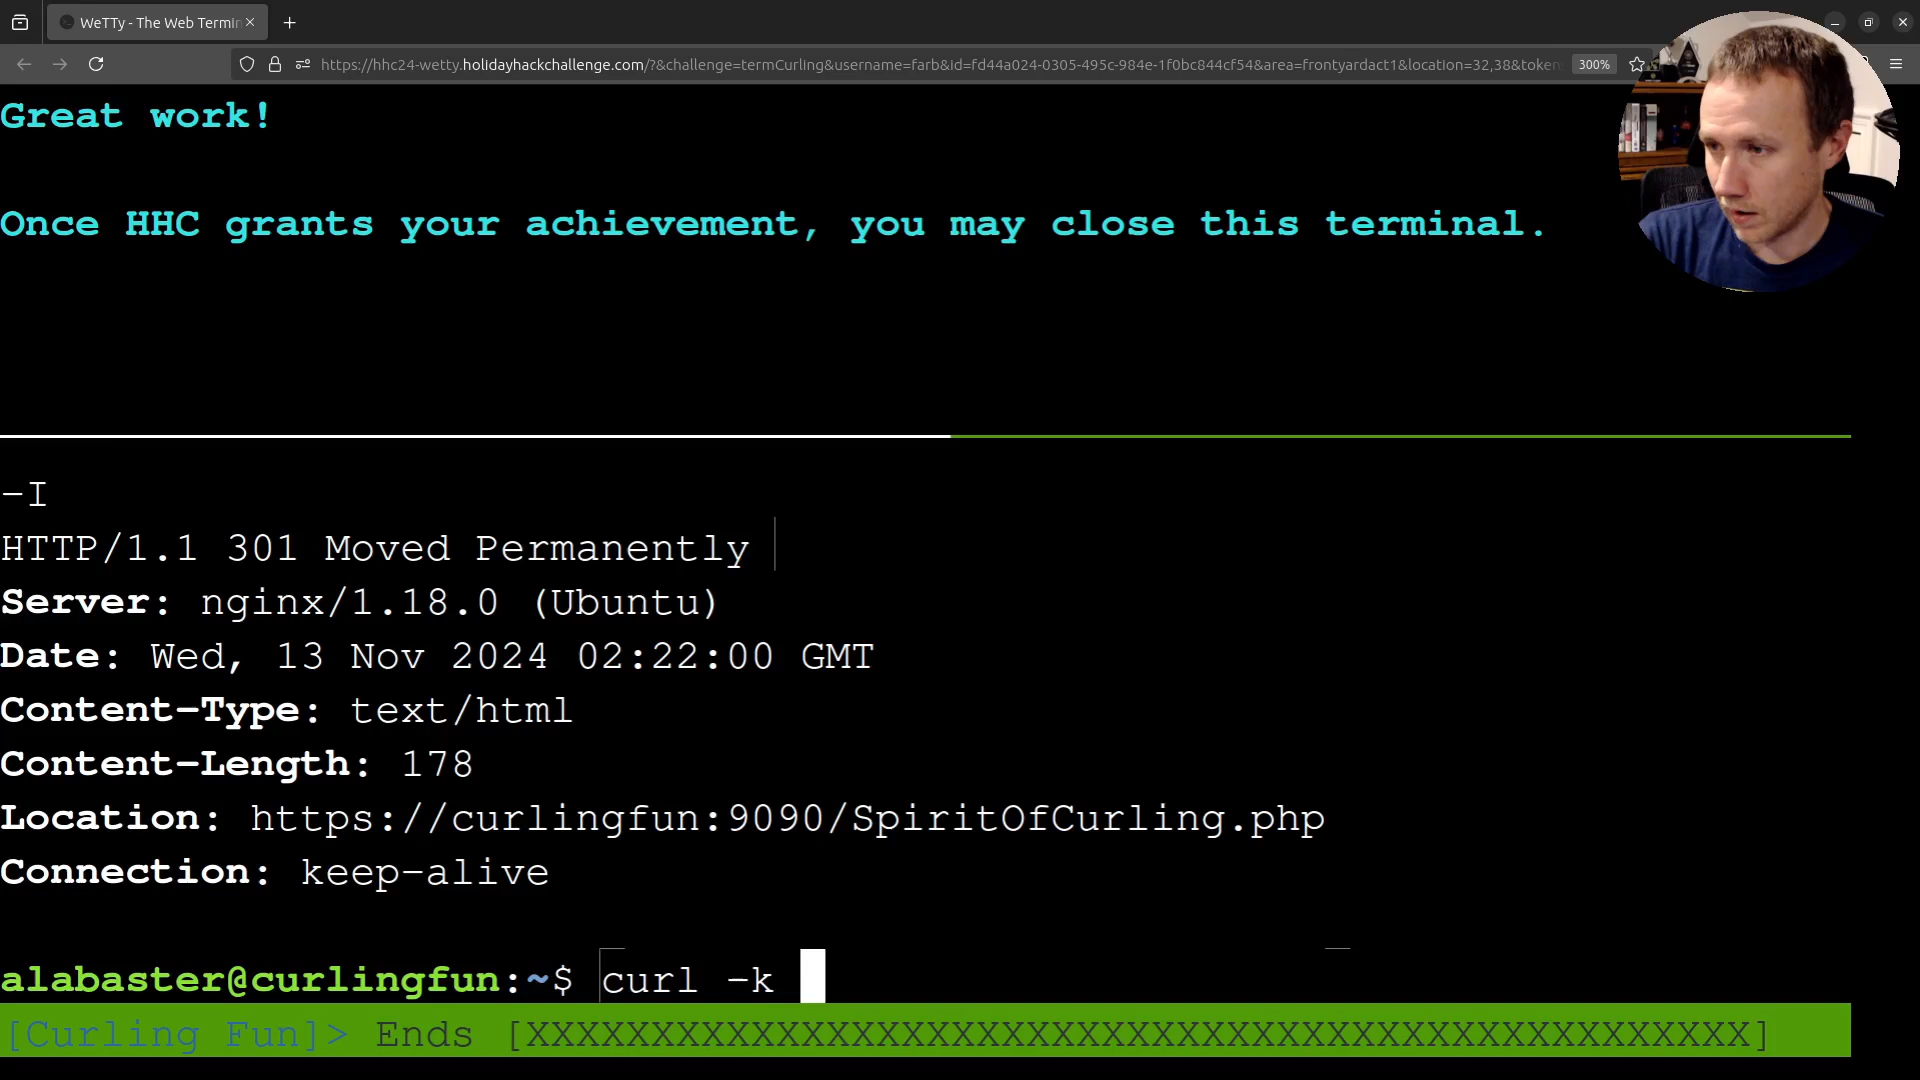 WeTTy - The Web Termin
https://hhc24-wetty.holidayhackchallenge.com/?&challenge=termCurling&username=farb&id=fd44a024-0305-495c-984e-1f0bc844cf54&area=frontyardact1&location=32,38&token
300%
Great work!
Once HHC grants your achievement, you may close this terminal.
-I
HTTP/1.1 301 Moved Permanently
Server: nginx/1.18.0 (Ubuntu)
Date: Wed, 13 Nov 2024 02:22:00 GMT
Content-Type: text/html
Content-Length: 178
Location: https://curlingfun:9090/SpiritOfCurling.php
Connection: keep-alive
alabaster@curlingfun:~$ curl -k
[Curling Fun]> Ends [XXXXXXXXXXXXXXXXXXXXXXXXXXXXXXXXXXXXXXXXXXXXXXXXX]